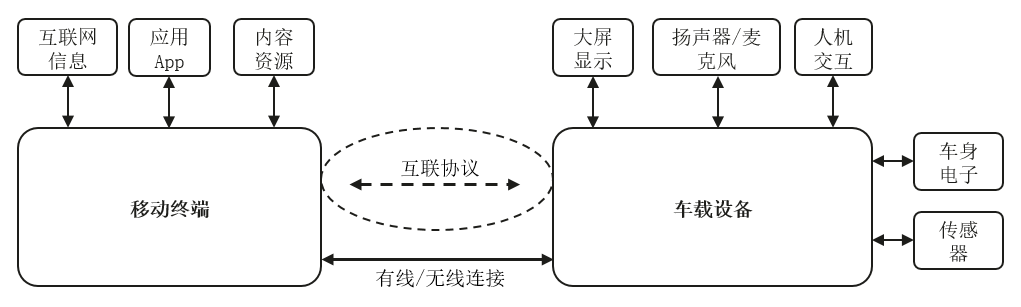 互联网
信息
应用
App
内容
资源
大屏
显示
扬声器/麦
克风
人机
交互
互联协议
移动终端
车载设备
车身
电子
传感
器
有线/无线连接